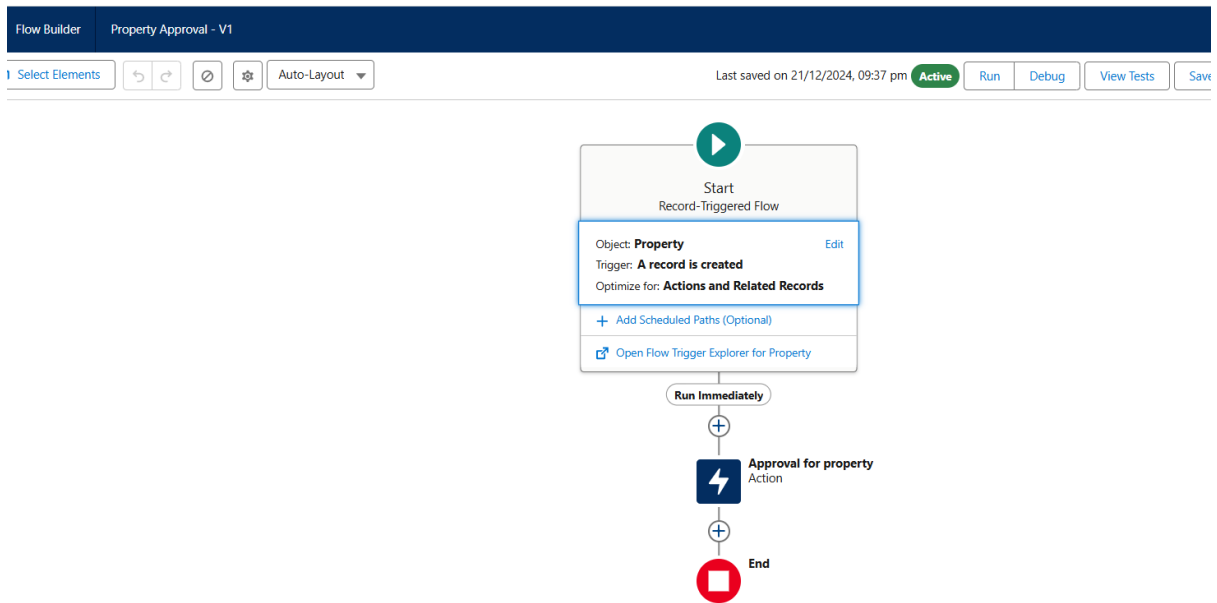 Flow Builder Property Approval - V1
Select Elements Auto-Layout Last saved on 21/12/2024, 09:37 pm Active Run Debug View Tests Save
Start
Record-Triggered Flow
Object: Property Edit
Trigger: A record is created
Optimize for: Actions and Related Records
Add Scheduled Paths (Optional)
Open Flow Trigger Explorer for Property
Run Immediately
Approval for property
Action
End